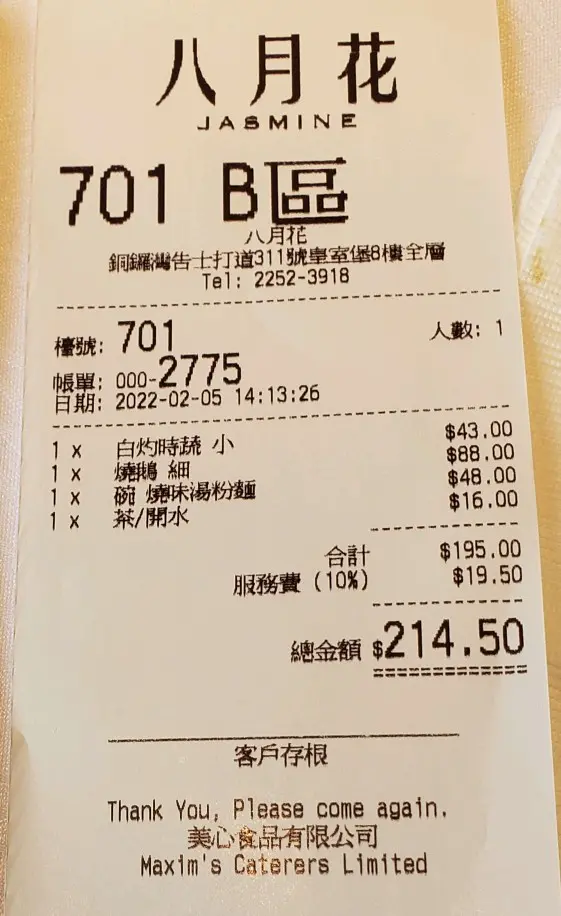 八月花
JASMINE
701 B區
八月花
銅鑼灣告士打道311號皇室堡8樓全層
Tel: 2252-3918
檯號: 701 人數: 1
帳單: 000-2775
日期: 2022-02-05 14:13:26
1 x 白灼時蔬 小 $43.00
1 x 燒鵝 細 $88.00
1 x 碗 燒味湯粉麵 $48.00
1 x 茶/開水 $16.00
合計 $195.00
服務費 (10%) $19.50
總金額 $214.50
客戶存根
Thank You, Please come again.
美心食品有限公司
Maxim's Caterers Limited